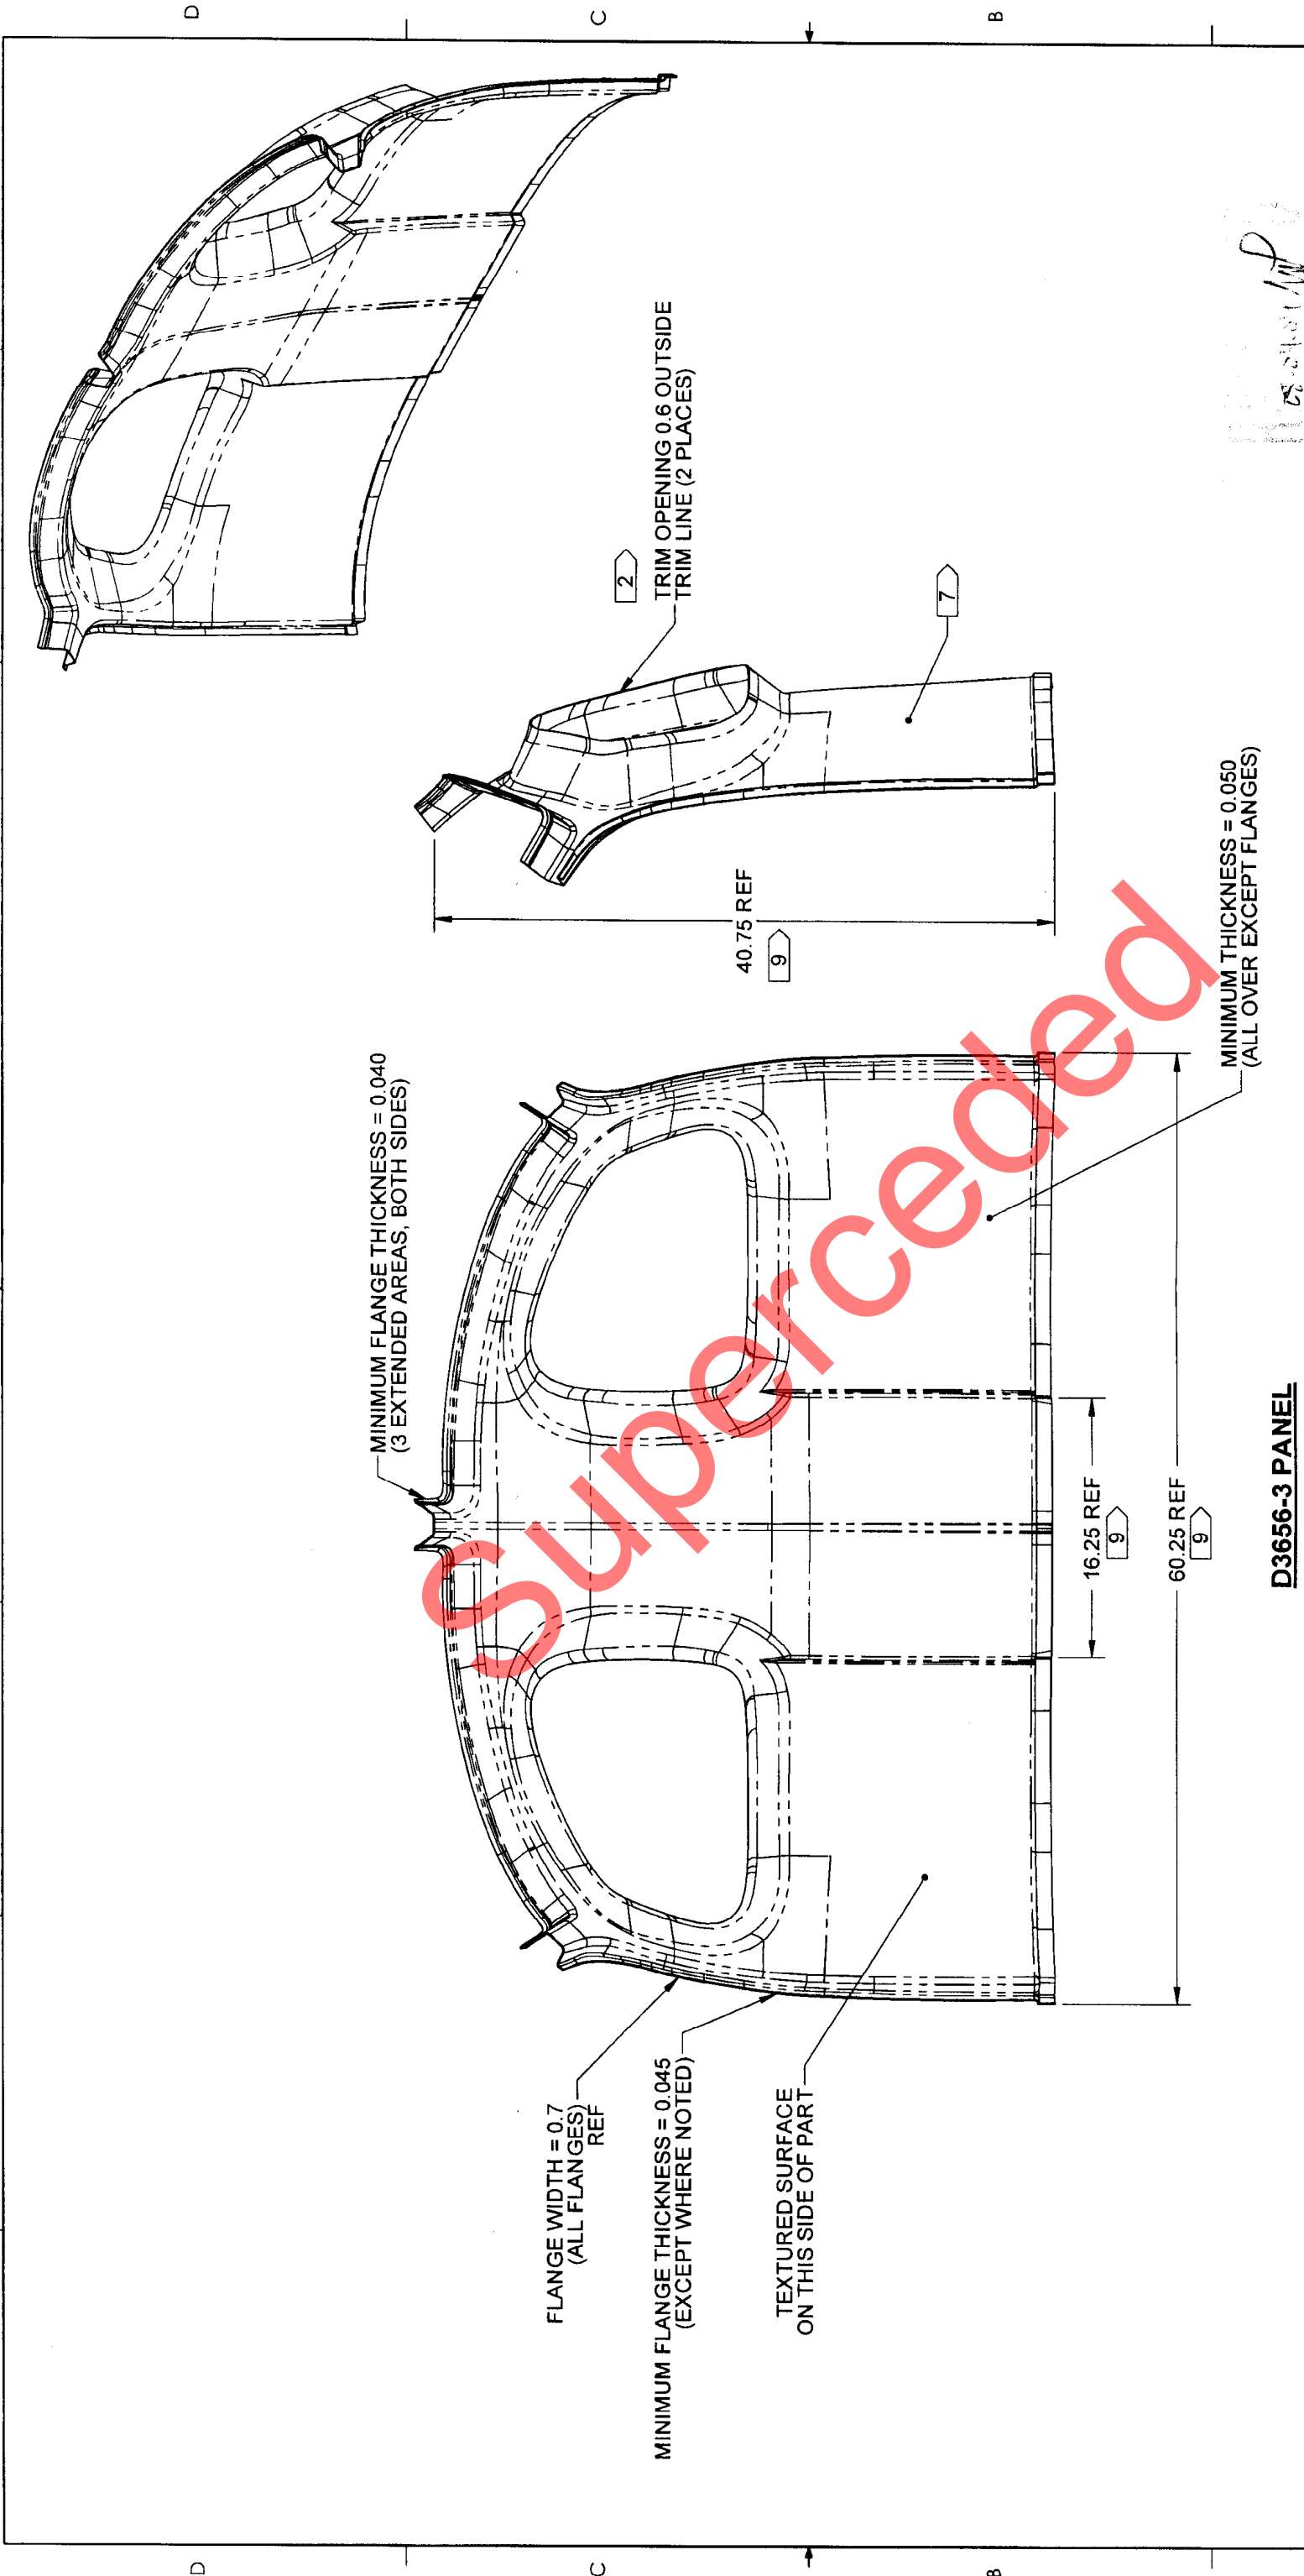 D
C
B
MINIMUM FLANGE THICKNESS = 0.040
(3 EXTENDED AREAS, BOTH SIDES)
2
TRIM OPENING 0.6 OUTSIDE
TRIM LINE (2 PLACES)
7
40.75 REF
9
FLANGE WIDTH = 0.7
(ALL FLANGES)
REF
MINIMUM FLANGE THICKNESS = 0.045
(EXCEPT WHERE NOTED)
TEXTURED SURFACE
ON THIS SIDE OF PART
MINIMUM THICKNESS = 0.050
(ALL OVER EXCEPT FLANGES)
16.25 REF
9
60.25 REF
9
D3656-3 PANEL
Superceded
D
C
B